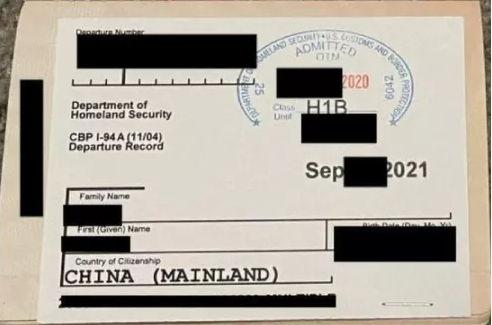 Departure Number
DEPARTMENT OF HOMELAND SECURITY • U.S. CUSTOMS AND BORDER PROTECTION
ADMITTED
OTM
25
2020
6042
Class H1B
Until
Department of
Homeland Security
CBP I-94A (11/04)
Departure Record
Sep 2021
Family Name
First (Given) Name
Birth Date (Day, Mo, Yr)
Country of Citizenship
CHINA (MAINLAND)